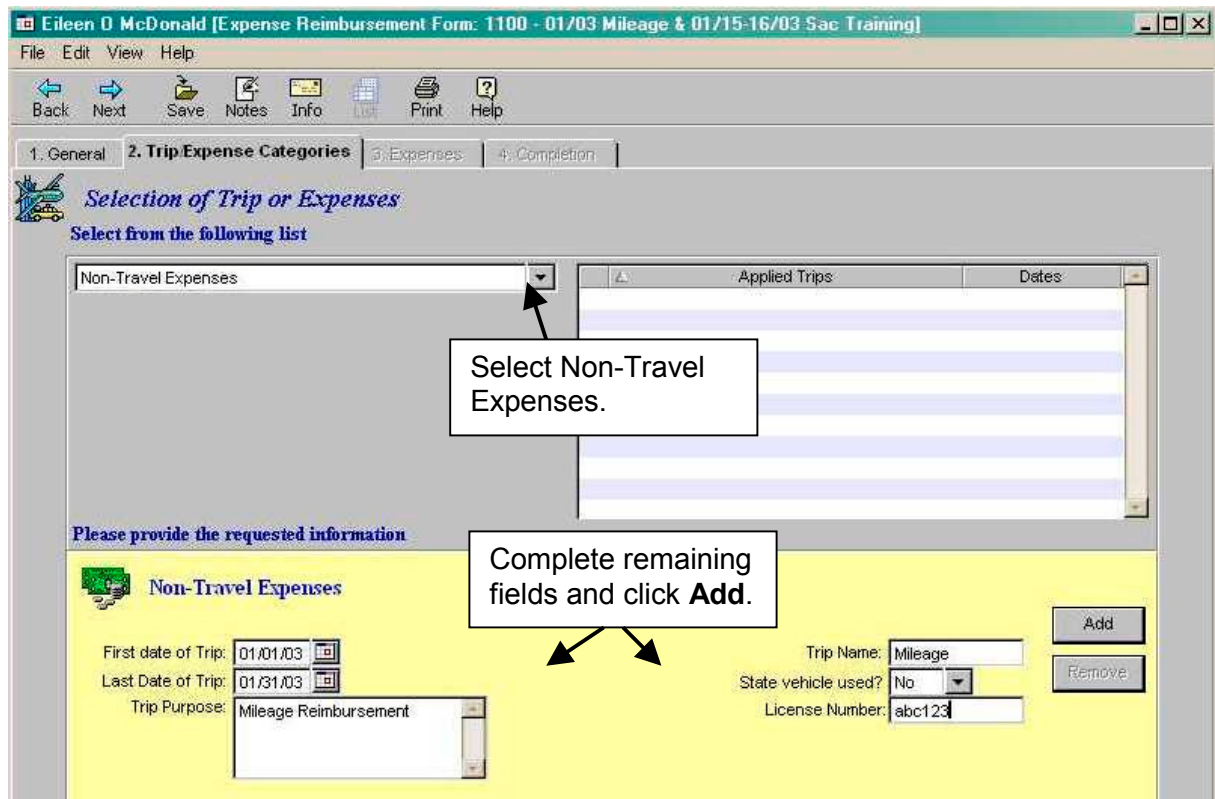 Eileen O McDonald [Expense Reimbursement Form: 1100 - 01/03 Mileage & 01/15-16/03 Sac Training]
File Edit View Help
Back Next Save Notes Info List Print Help
1. General 2. Trip/Expense Categories 3. Expenses 4. Completion
Selection of Trip or Expenses
Select from the following list
Non-Travel Expenses
Applied Trips Dates
Select Non-Travel
Expenses.
Please provide the requested information
Complete remaining
fields and click Add.
Non-Travel Expenses
Add
Remove
First date of Trip: 01/01/03
Last Date of Trip: 01/31/03
Trip Purpose: Mileage Reimbursement
Trip Name: Mileage
State vehicle used? No
License Number: abc123